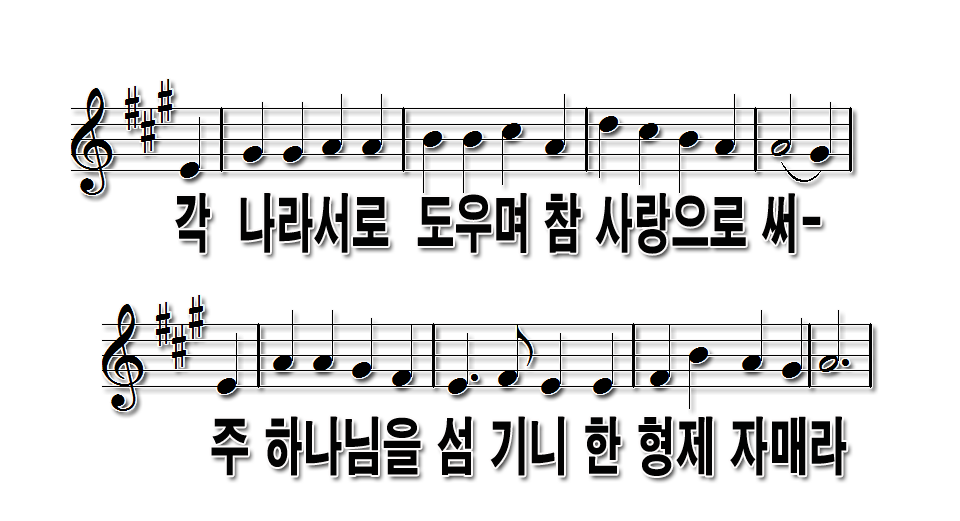 각 나라서로 도우며 참 사랑으로 써-
주 하나님을 섬 기니 한 형제 자매라